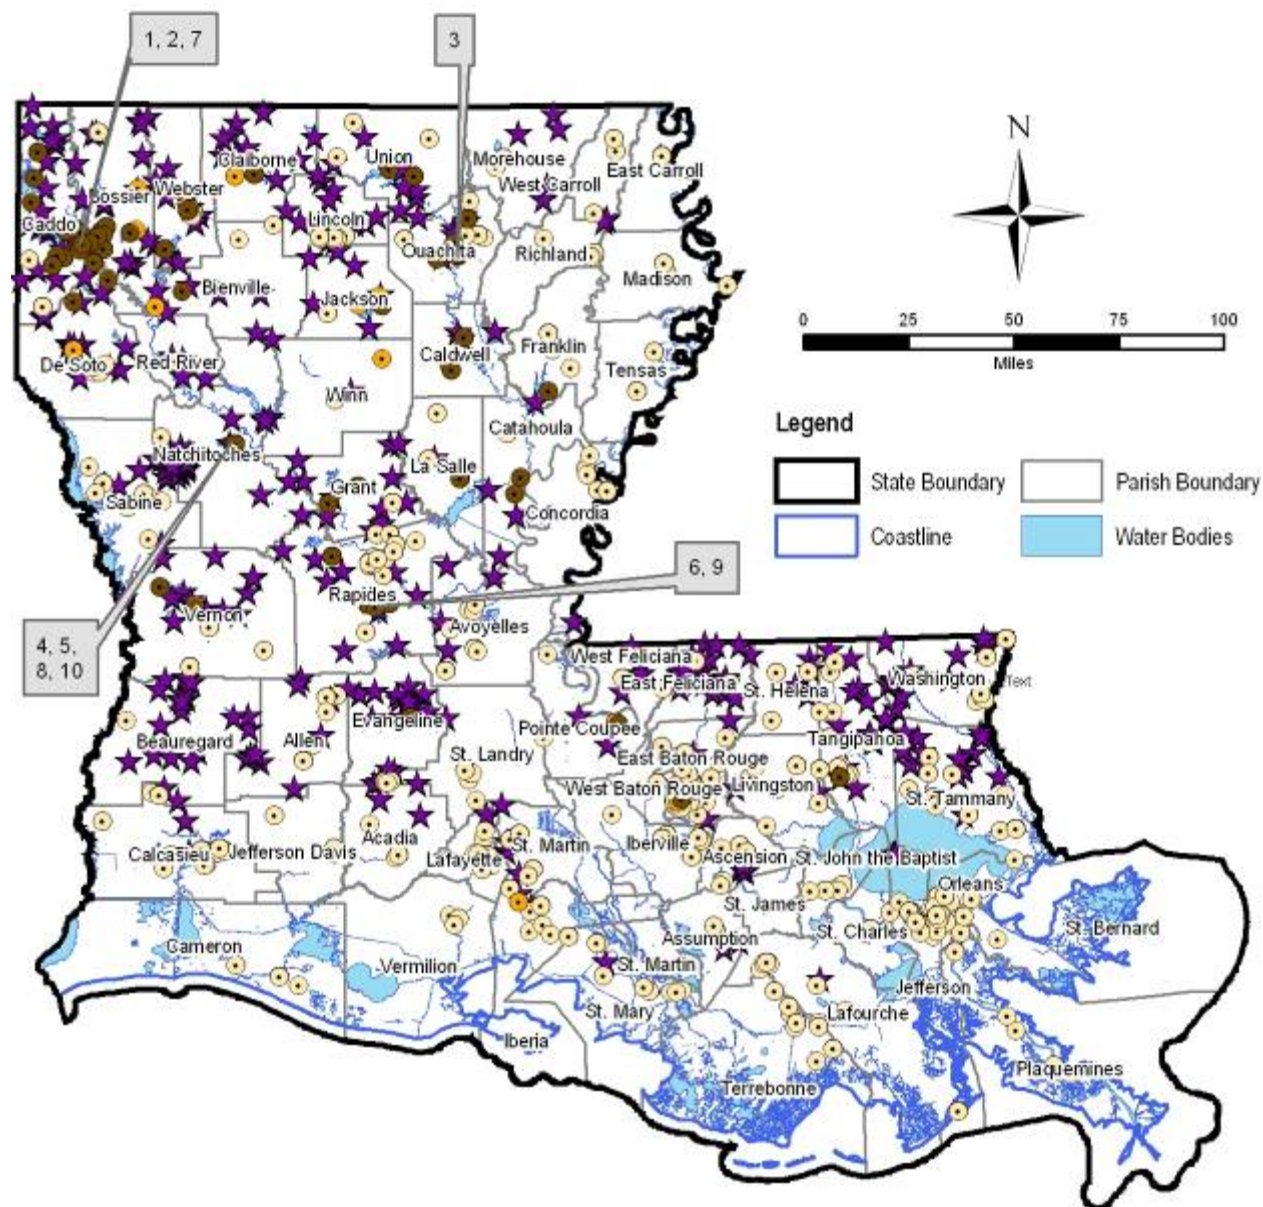 1, 2, 7
3
N
Claiborne
Union
Morehouse
East Carroll
West Carroll
Bossier
Webster
Caddo
Lincoln
Ouachita
Richland
Madison
Bienville
Jackson
0 25 50 75 100
Miles
De Soto
Red River
Caldwell
Franklin
Tensas
Winn
Catahoula
Legend
Natchitoches
La Salle
State Boundary
Parish Boundary
Sabine
Grant
Concordia
Coastline
Water Bodies
6, 9
Rapides
Vernon
Avoyelles
4, 5,
8, 10
West Feliciana
East Feliciana
St. Helena
Washington
Text
Evangeline
Pointe Coupee
Beauregard
Allen
Tangipahoa
St. Landry
East Baton Rouge
West Baton Rouge
Livingston
St. Tammany
Acadia
Calcasieu
Jefferson Davis
Lafayette
St. Martin
Iberville
Ascension
St. John the Baptist
Orleans
St. James
St. Charles
St. Bernard
Cameron
Vermilion
Assumption
St. Martin
Jefferson
St. Mary
Lafourche
Iberia
Terrebonne
Plaquemines